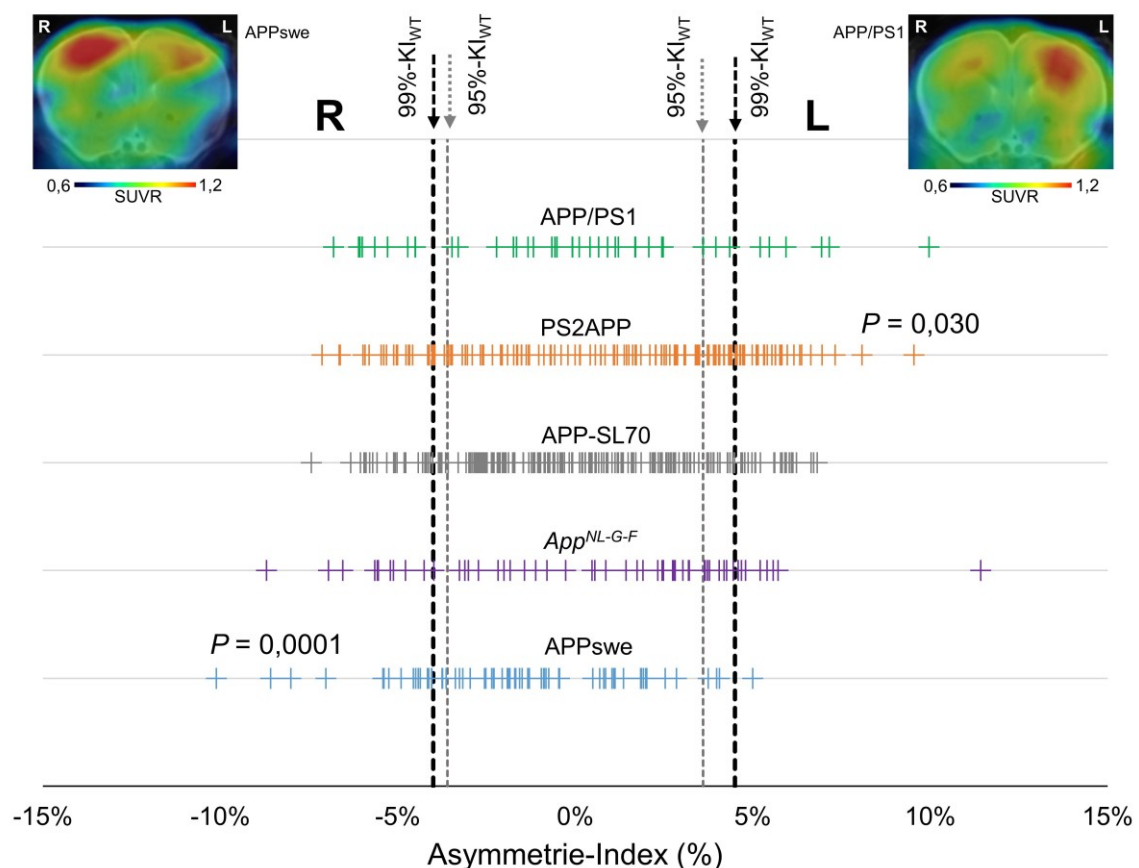 R L
APPswe
0,6 1,2
SUVR
99%-KI_WT
95%-KI_WT
95%-KI_WT
99%-KI_WT
APP/PS1
R L
0,6 1,2
SUVR
R L
APP/PS1
PS2APP
P = 0,030
APP-SL70
App^NL-G-F
P = 0,0001
APPswe
-15% -10% -5% 0% 5% 10% 15%
Asymmetrie-Index (%)